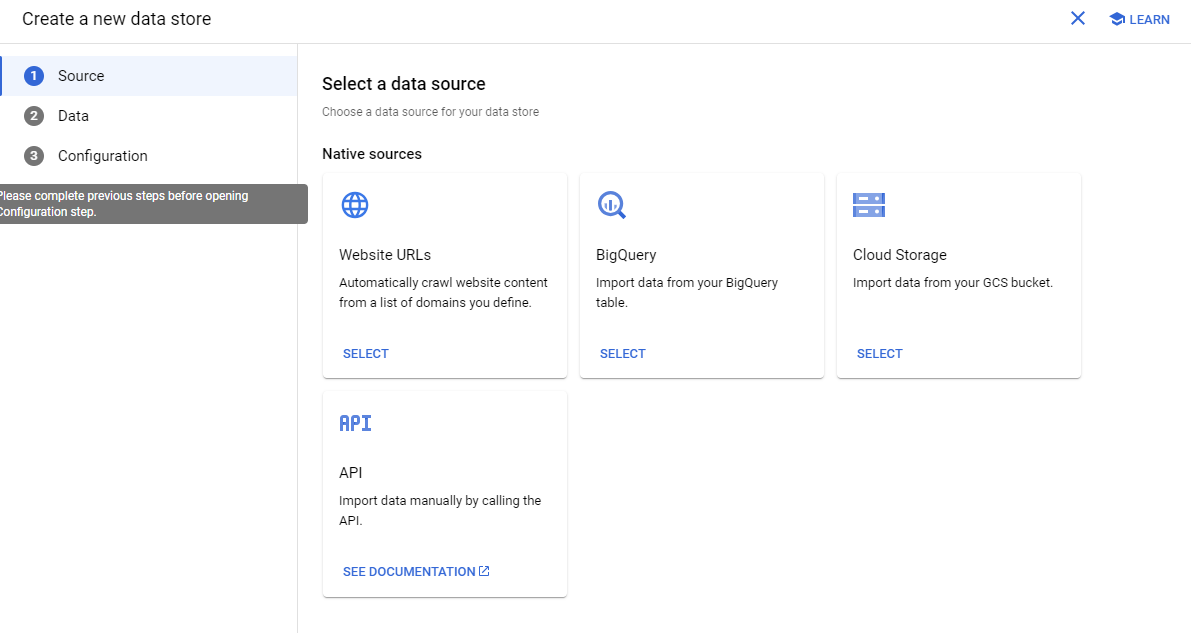 Create a new data store
LEARN
1 Source
2 Data
3 Configuration
Please complete previous steps before opening
Configuration step.
Select a data source
Choose a data source for your data store
Native sources
Website URLs
Automatically crawl website content
from a list of domains you define.
SELECT
BigQuery
Import data from your BigQuery
table.
SELECT
Cloud Storage
Import data from your GCS bucket.
SELECT
API
API
Import data manually by calling the
API.
SEE DOCUMENTATION